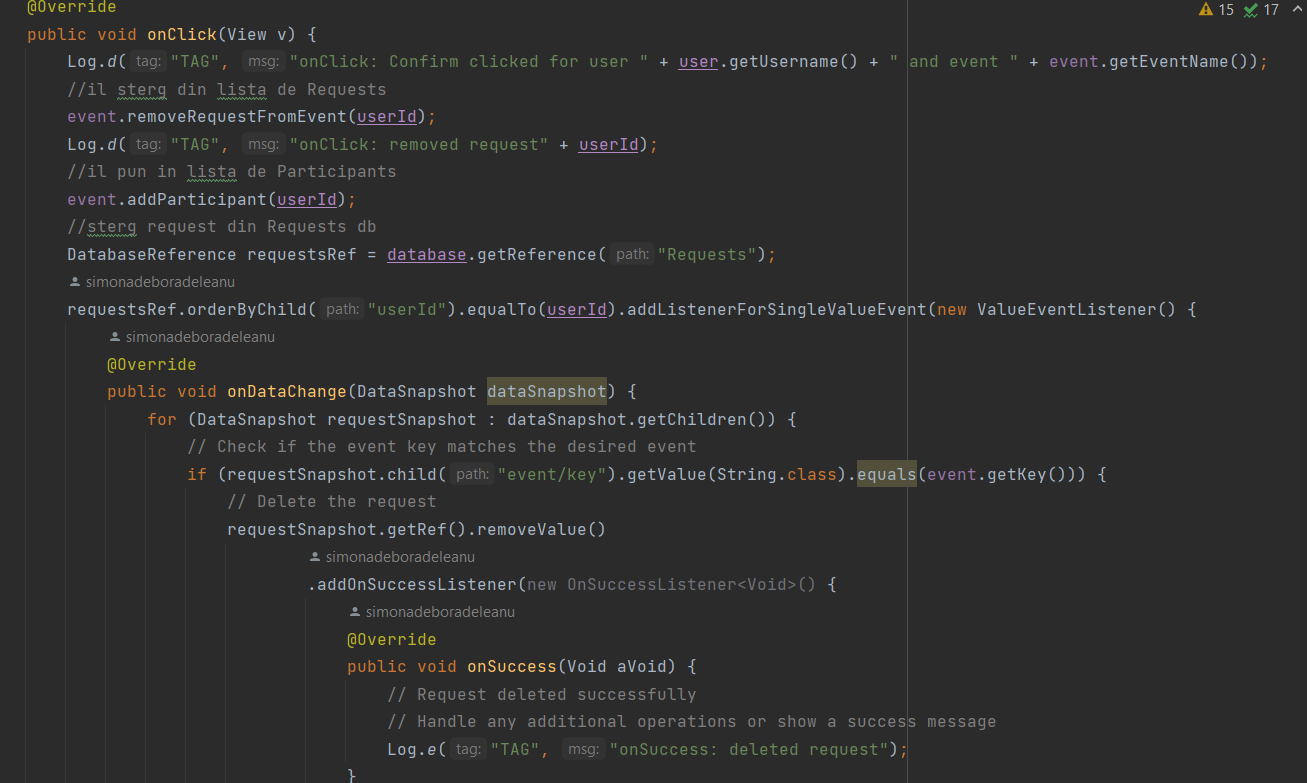 @Override
15 17
public void onClick(View v) {
Log.d( tag: "TAG", msg: "onClick: Confirm clicked for user " + user.getUsername() + " and event " + event.getEventName());
//il sterg din lista de Requests
event.removeRequestFromEvent(userId);
Log.d( tag: "TAG", msg: "onClick: removed request" + userId);
//il pun in lista de Participants
event.addParticipant(userId);
//sterg request din Requests db
DatabaseReference requestsRef = database.getReference( path: "Requests");
simonadeboradeleanu
requestsRef.orderByChild( path: "userId").equalTo(userId).addListenerForSingleValueEvent(new ValueEventListener() {
simonadeboradeleanu
@Override
public void onDataChange(DataSnapshot dataSnapshot) {
for (DataSnapshot requestSnapshot : dataSnapshot.getChildren()) {
// Check if the event key matches the desired event
if (requestSnapshot.child( path: "event/key").getValue(String.class).equals(event.getKey())) {
// Delete the request
requestSnapshot.getRef().removeValue()
simonadeboradeleanu
.addOnSuccessListener(new OnSuccessListener<Void>() {
simonadeboradeleanu
@Override
public void onSuccess(Void aVoid) {
// Request deleted successfully
// Handle any additional operations or show a success message
Log.e( tag: "TAG", msg: "onSuccess: deleted request");
}